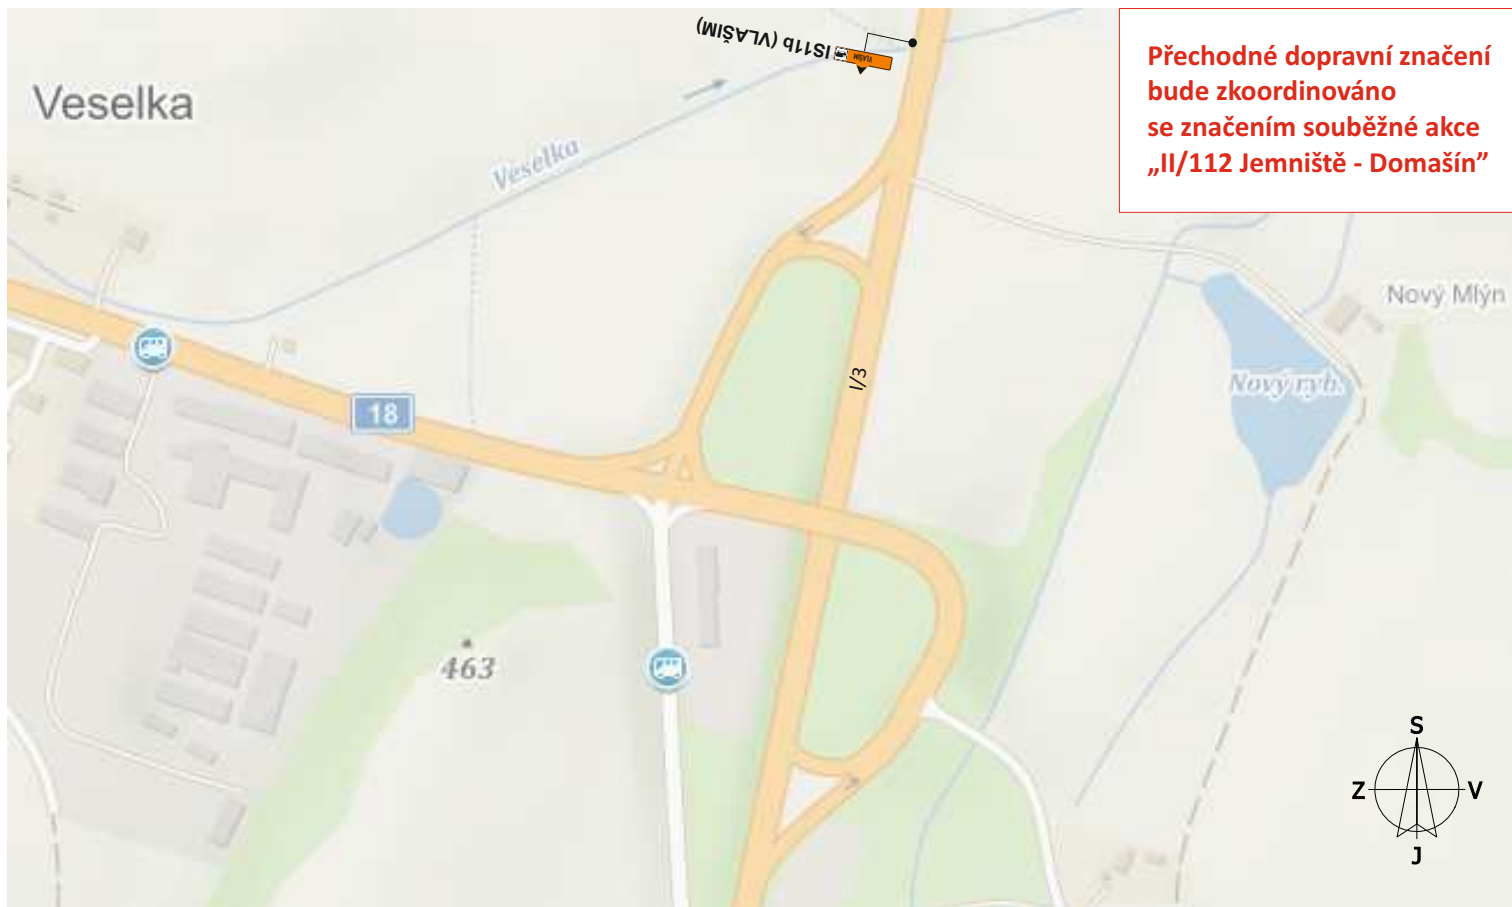 IS11b (VLAŠIM)
VLAŠIM
Přechodné dopravní značení
bude zkoordinováno
se značením souběžné akce
„II/112 Jemniště - Domašín”
Veselka
Veselka
Nový Mlýn
Nový ryb.
I/3
18
463
S
Z
V
J